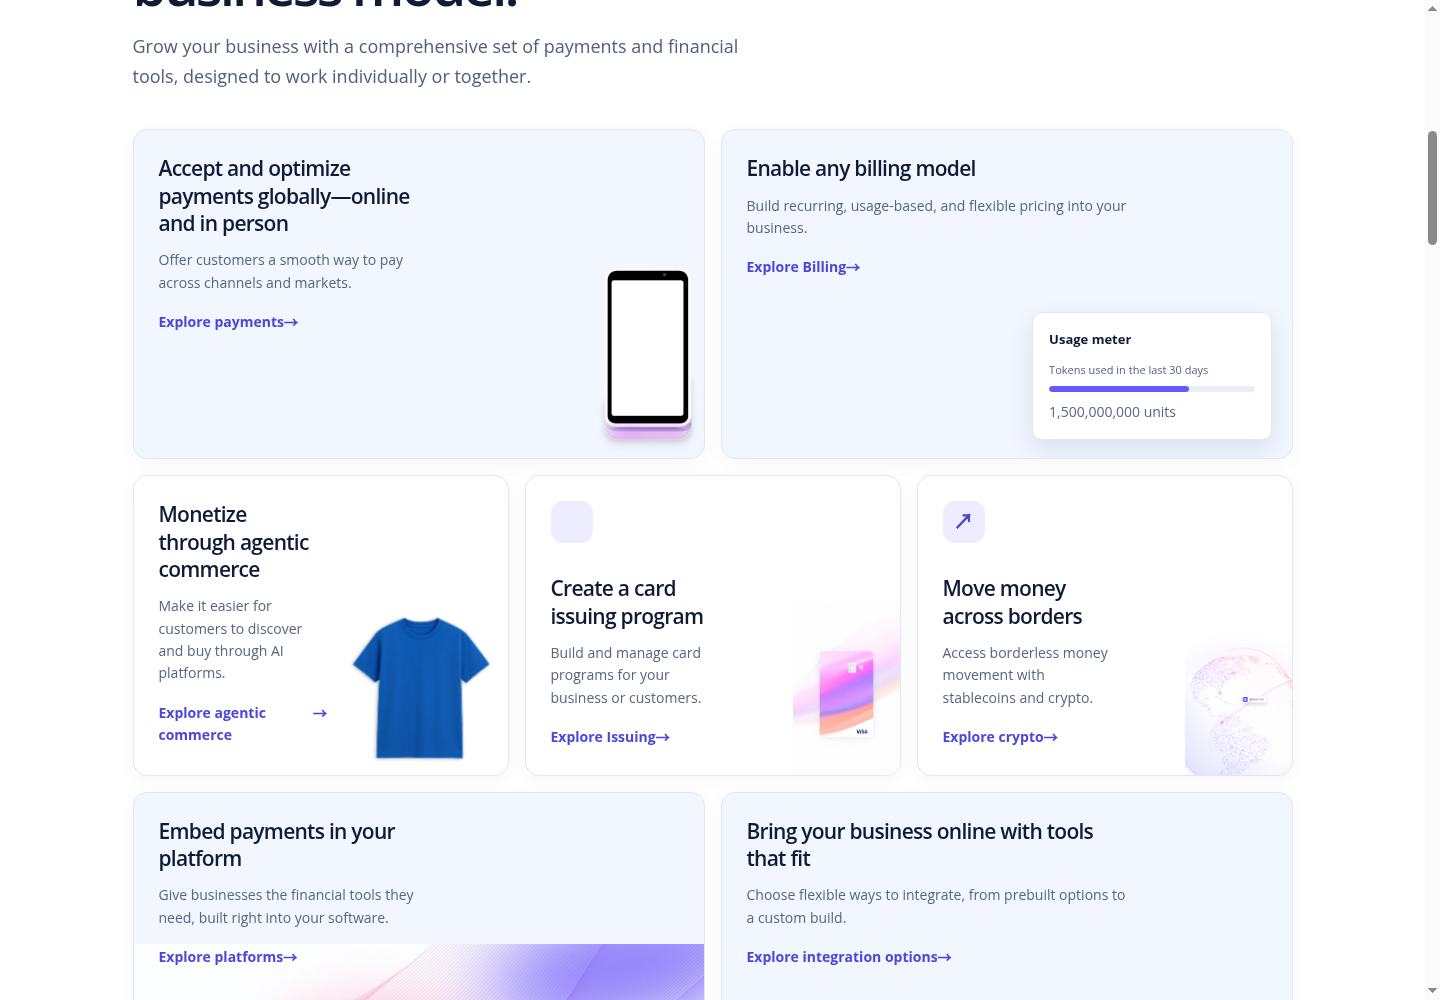 business model.
Grow your business with a comprehensive set of payments and financial
tools, designed to work individually or together.
Accept and optimize
payments globally—online
and in person
Offer customers a smooth way to pay
across channels and markets.
Explore payments→
Enable any billing model
Build recurring, usage-based, and flexible pricing into your
business.
Explore Billing→
Usage meter
Tokens used in the last 30 days
1,500,000,000 units
Monetize
through agentic
commerce
Make it easier for
customers to discover
and buy through AI
platforms.
Explore agentic →
commerce
Create a card
issuing program
Build and manage card
programs for your
business or customers.
Explore Issuing→
VISA
Move money
across borders
Access borderless money
movement with
stablecoins and crypto.
Explore crypto→
Embed payments in your
platform
Give businesses the financial tools they
need, built right into your software.
Explore platforms→
Bring your business online with tools
that fit
Choose flexible ways to integrate, from prebuilt options to
a custom build.
Explore integration options→